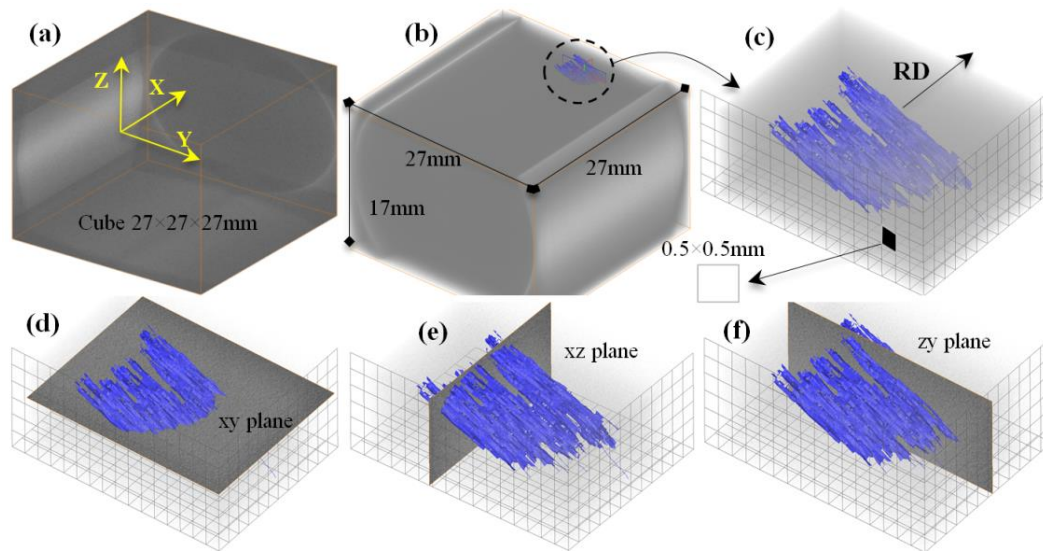 (a)
Z
X
Y
Cube 27×27×27mm
(b)
27mm
27mm
17mm
(c)
RD
0.5×0.5mm
(d)
xy plane
(e)
xz plane
(f)
zy plane